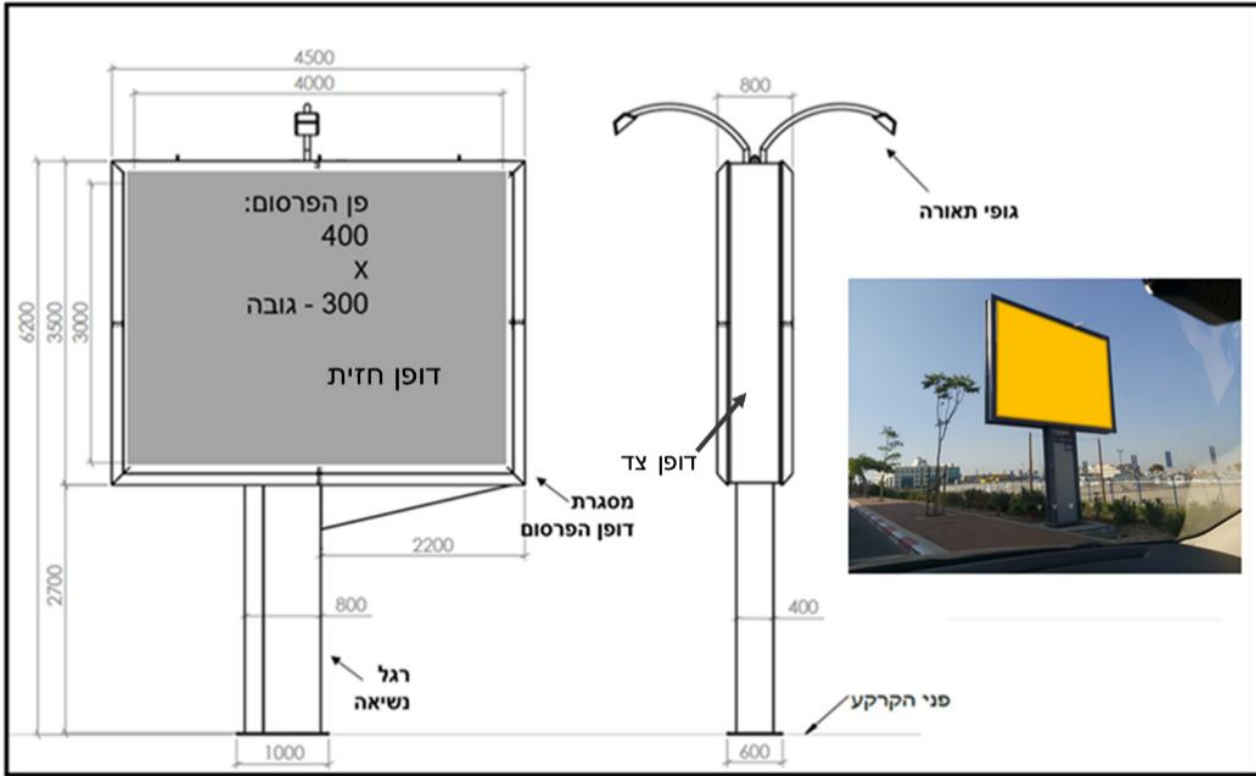 4500
4000
800
גופי תאורה
פן הפרסום:
400
X
300 - גובה
6200
3500
3000
דופן חזית
דופן צד
מסגרת
דופן הפרסום
2200
2700
800
400
רגל
נשיאה
פני הקרקע
1000
600